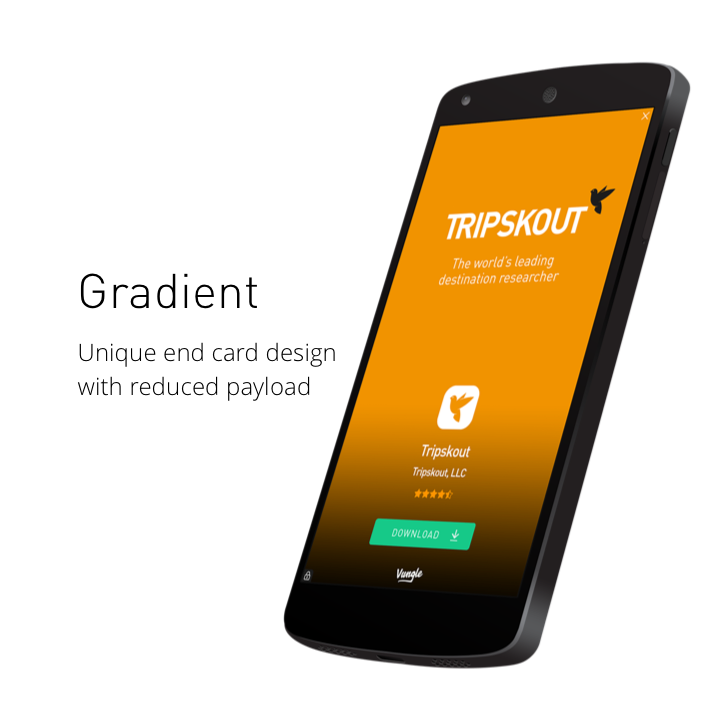 Gradient
Unique end card design
with reduced payload
TRIPSKOUT
The world's leading
destination researcher
Tripskout
Tripskout, LLC
DOWNLOAD
Vungle